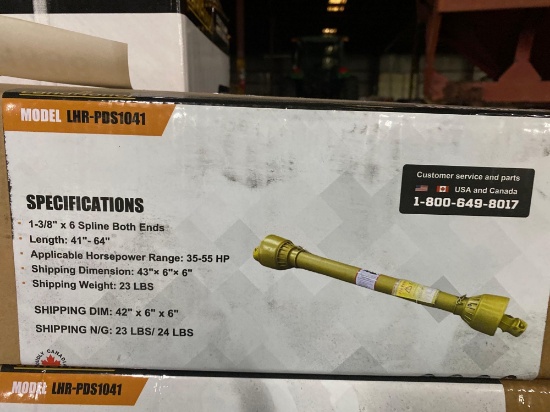 MODEL LHR-PDS1041
SPECIFICATIONS
1-3/8" x 6 Spline Both Ends
Length: 41"- 64"
Applicable Horsepower Range: 35-55 HP
Shipping Dimension: 43"× 6"× 6"
Shipping Weight: 23 LBS
SHIPPING DIM: 42" x 6" x 6"
SHIPPING N/G: 23 LBS/ 24 LBS
Customer service and parts
USA and Canada
1-800-649-8017
MODEL LHR-PDS1041